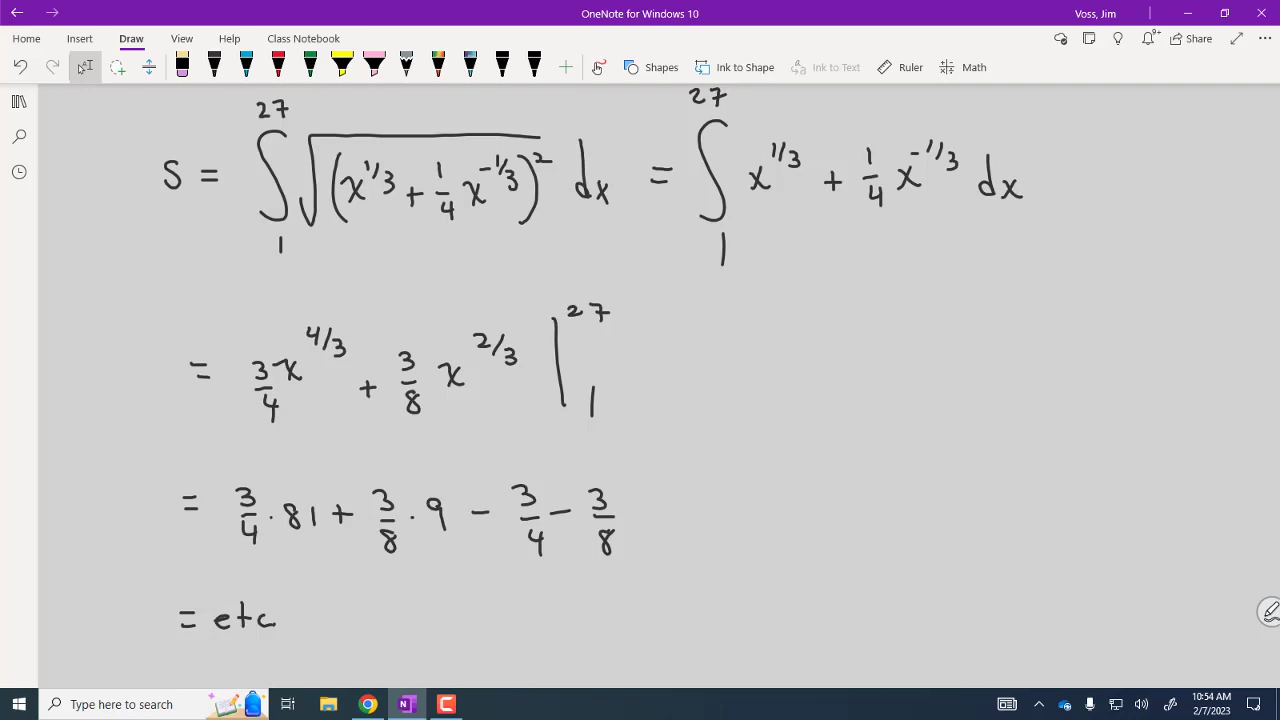 OneNote for Windows 10
Voss, Jim
Home Insert Draw View Help Class Notebook
Share
Shapes Ink to Shape Ink to Text Ruler Math
S = ∫₁²⁷ √((x^{1/3} + 1/4 x^{-1/3})²) dx = ∫₁²⁷ x^{1/3} + 1/4 x^{-1/3} dx
= 3/4 x^{4/3} + 3/8 x^{2/3} |₁²⁷
= 3/4 · 81 + 3/8 · 9 - 3/4 - 3/8
= etc
Type here to search
10:54 AM
2/7/2023